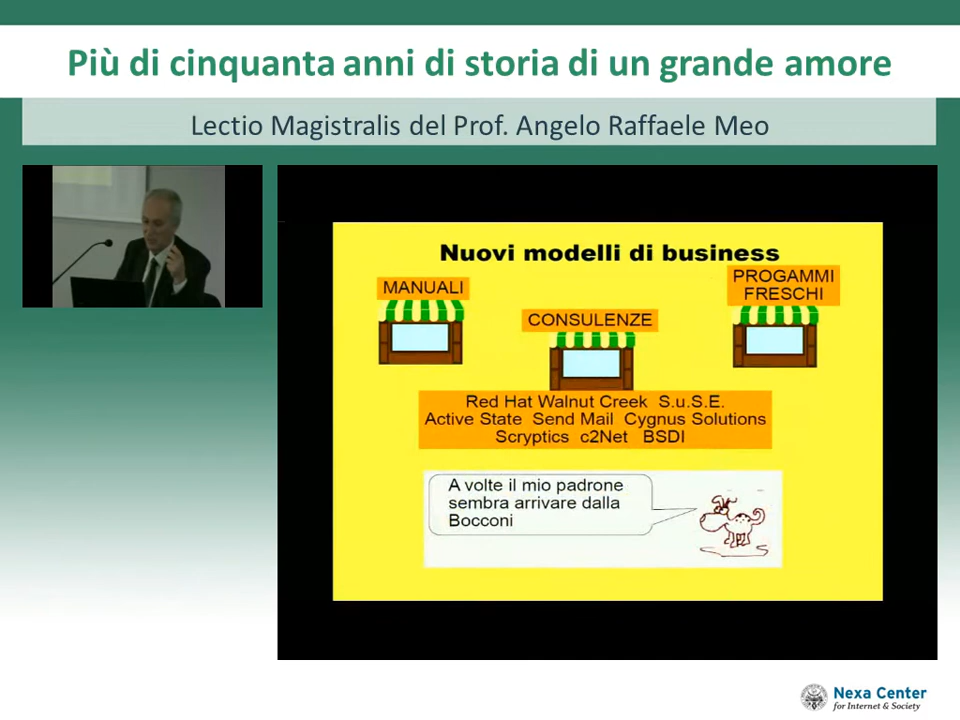 Più di cinquanta anni di storia di un grande amore
Lectio Magistralis del Prof. Angelo Raffaele Meo
Nuovi modelli di business
MANUALI
CONSULENZE
PROGAMMI
FRESCHI
Red Hat Walnut Creek S.u.S.E.
Active State Send Mail Cygnus Solutions
Scryptics c2Net BSDI
A volte il mio padrone
sembra arrivare dalla
Bocconi
Nexa Center
for Internet & Society